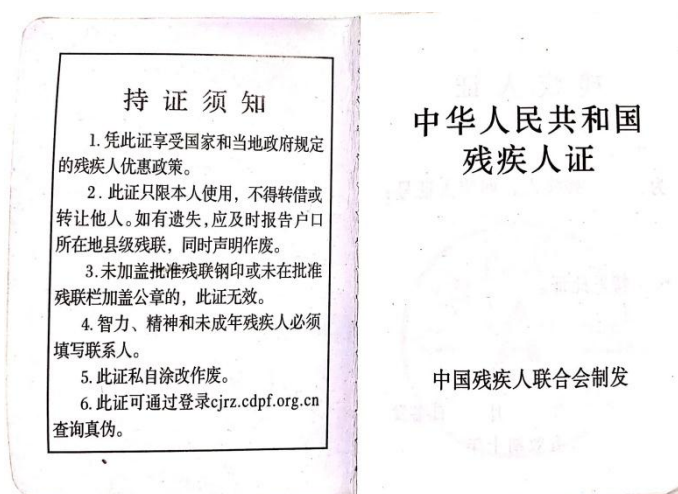 持证须知
1. 凭此证享受国家和当地政府规定
的残疾人优惠政策。
2. 此证只限本人使用，不得转借或
转让他人。如有遗失，应及时报告户口
所在地县级残联，同时声明作废。
3. 未加盖批准残联钢印或未在批准
残联栏加盖公章的，此证无效。
4. 智力、精神和未成年残疾人必须
填写联系人。
5. 此证私自涂改作废。
6. 此证可通过登录cjrz.cdpf.org.cn
查询真伪。
中华人民共和国
残疾人证
中国残疾人联合会制发